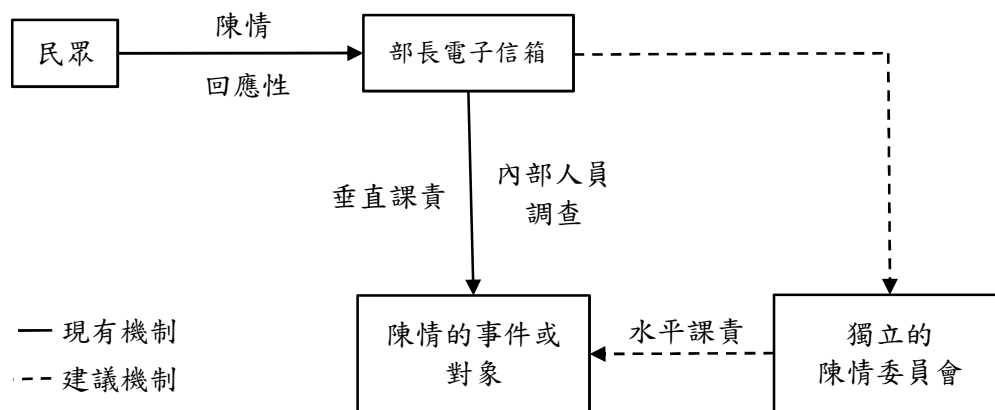 陳情
民眾
部長電子信箱
回應性
垂直課責
內部人員
調查
陳情的事件或
對象
水平課責
獨立的
陳情委員會
現有機制
建議機制